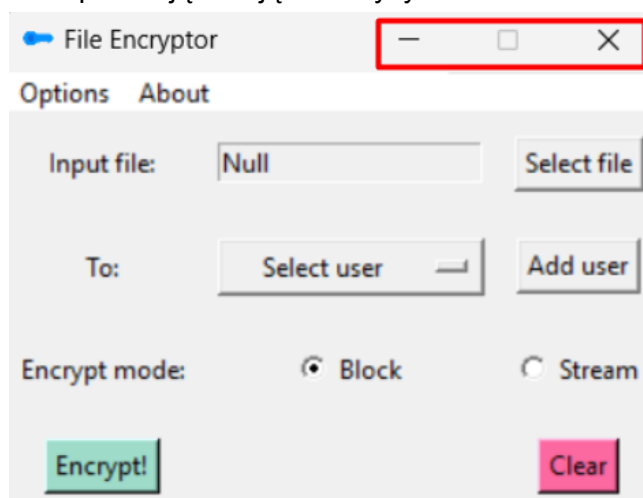 File Encryptor
Options About
Input file: Null Select file
To: Select user Add user
Encrypt mode: Block Stream
Encrypt! Clear